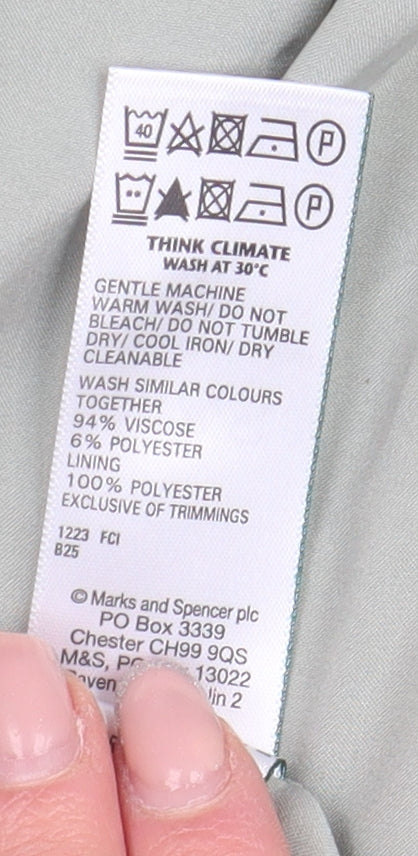 40 P
P
THINK CLIMATE
WASH AT 30°C
GENTLE MACHINE
WARM WASH/ DO NOT
BLEACH/ DO NOT TUMBLE
DRY/ COOL IRON/ DRY
CLEANABLE
WASH SIMILAR COLOURS
TOGETHER
94% VISCOSE
6% POLYESTER
LINING
100% POLYESTER
EXCLUSIVE OF TRIMMINGS
1223 FCI
B25
© Marks and Spencer plc
PO Box 3339
Chester CH99 9QS
M&S, 13022
2